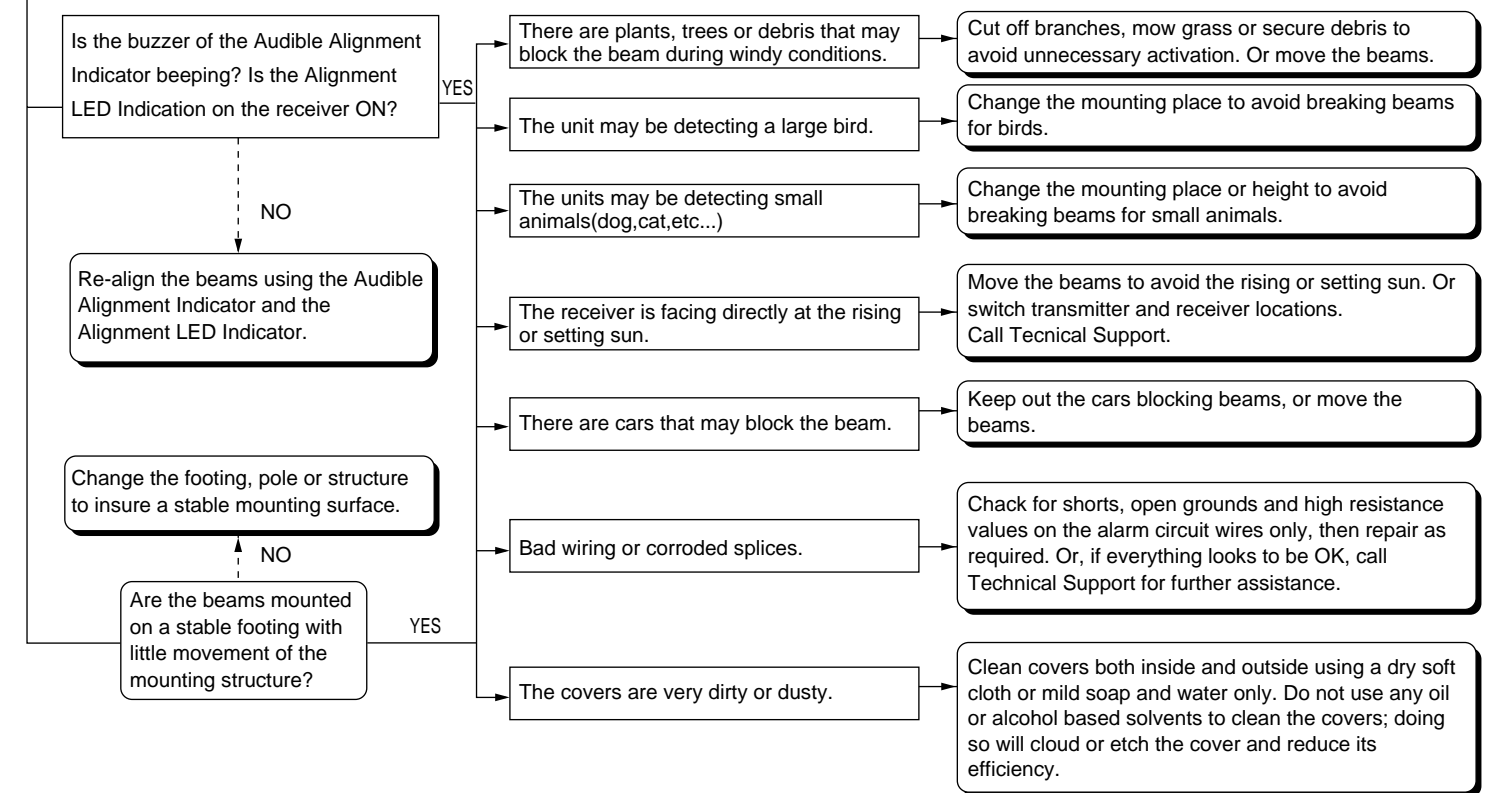 Is the buzzer of the Audible Alignment
Indicator beeping? Is the Alignment
LED Indication on the receiver ON?
YES
NO
Re-align the beams using the Audible
Alignment Indicator and the
Alignment LED Indicator.
Change the footing, pole or structure
to insure a stable mounting surface.
NO
Are the beams mounted
on a stable footing with
little movement of the
mounting structure?
YES
There are plants, trees or debris that may
block the beam during windy conditions.
Cut off branches, mow grass or secure debris to
avoid unnecessary activation. Or move the beams.
The unit may be detecting a large bird.
Change the mounting place to avoid breaking beams
for birds.
The units may be detecting small
animals(dog,cat,etc...)
Change the mounting place or height to avoid
breaking beams for small animals.
The receiver is facing directly at the rising
or setting sun.
Move the beams to avoid the rising or setting sun. Or
switch transmitter and receiver locations.
Call Tecnical Support.
There are cars that may block the beam.
Keep out the cars blocking beams, or move the
beams.
Bad wiring or corroded splices.
Chack for shorts, open grounds and high resistance
values on the alarm circuit wires only, then repair as
required. Or, if everything looks to be OK, call
Technical Support for further assistance.
The covers are very dirty or dusty.
Clean covers both inside and outside using a dry soft
cloth or mild soap and water only. Do not use any oil
or alcohol based solvents to clean the covers; doing
so will cloud or etch the cover and reduce its
efficiency.